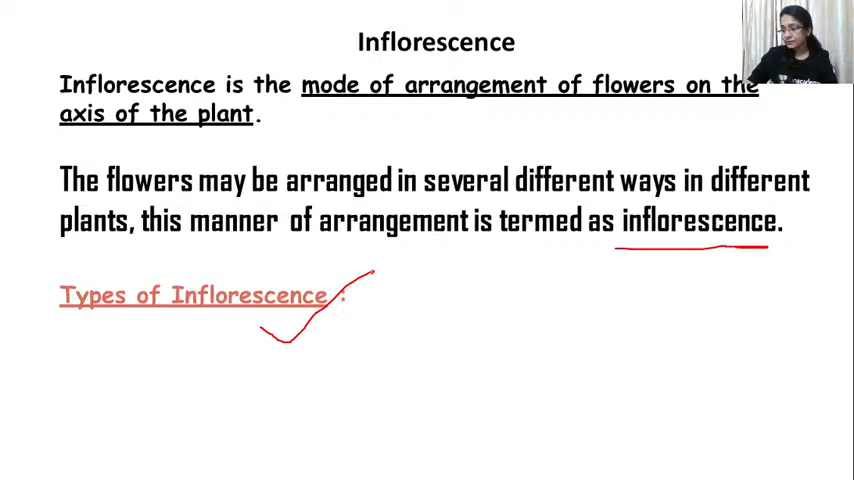 Inflorescence
Inflorescence is the mode of arrangement of flowers on the
axis of the plant.
The flowers may be arranged in several different ways in different
plants, this manner of arrangement is termed as inflorescence.
Types of Inflorescence :